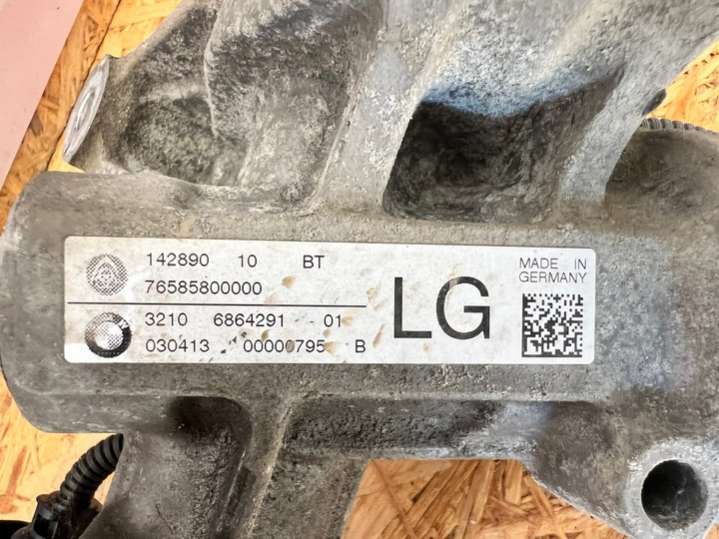 142890 10 BT
76585800000
3210 6864291 - 01
030413 00000795 B
LG
MADE IN
GERMANY